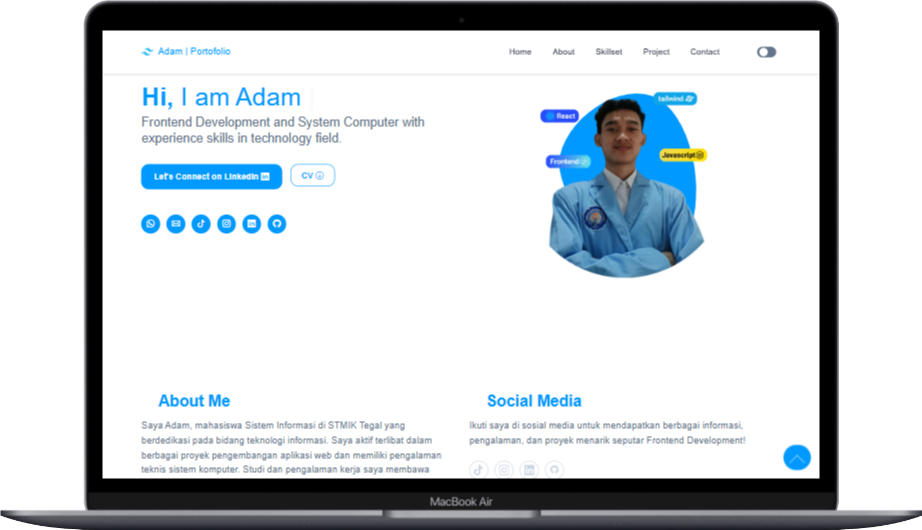 Adam | Portofolio
Home About Skillset Project Contact
Hi, I am Adam
Frontend Development and System Computer with
experience skills in technology field.
Let's Connect on Linkedin
CV
tailwind
React
Javascript
Frontend
About Me
Saya Adam, mahasiswa Sistem Informasi di STMIK Tegal yang
berdedikasi pada bidang teknologi informasi. Saya aktif terlibat dalam
berbagai proyek pengembangan aplikasi web dan memiliki pengalaman
teknis sistem komputer. Studi dan pengalaman kerja saya membawa
Social Media
Ikuti saya di sosial media untuk mendapatkan berbagai informasi,
pengalaman, dan proyek menarik seputar Frontend Development!
MacBook Air